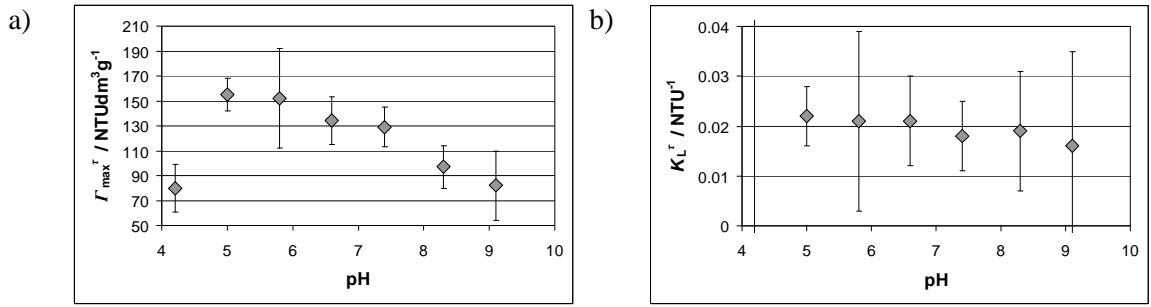 a)
Γmax^τ / NTUdm³g⁻¹
210
190
170
150
130
110
90
70
50
4 5 6 7 8 9 10
pH
b)
K_L^τ / NTU⁻¹
0.04
0.03
0.02
0.01
0
4 5 6 7 8 9 10
pH